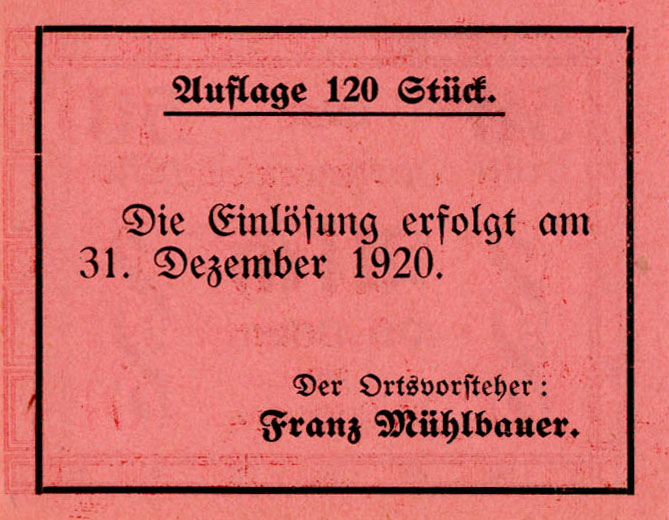 Auflage 120 Stück.
Die Einlöſung erfolgt am
31. Dezember 1920.
Der Ortsvorſteher:
Franz Mühlbauer.